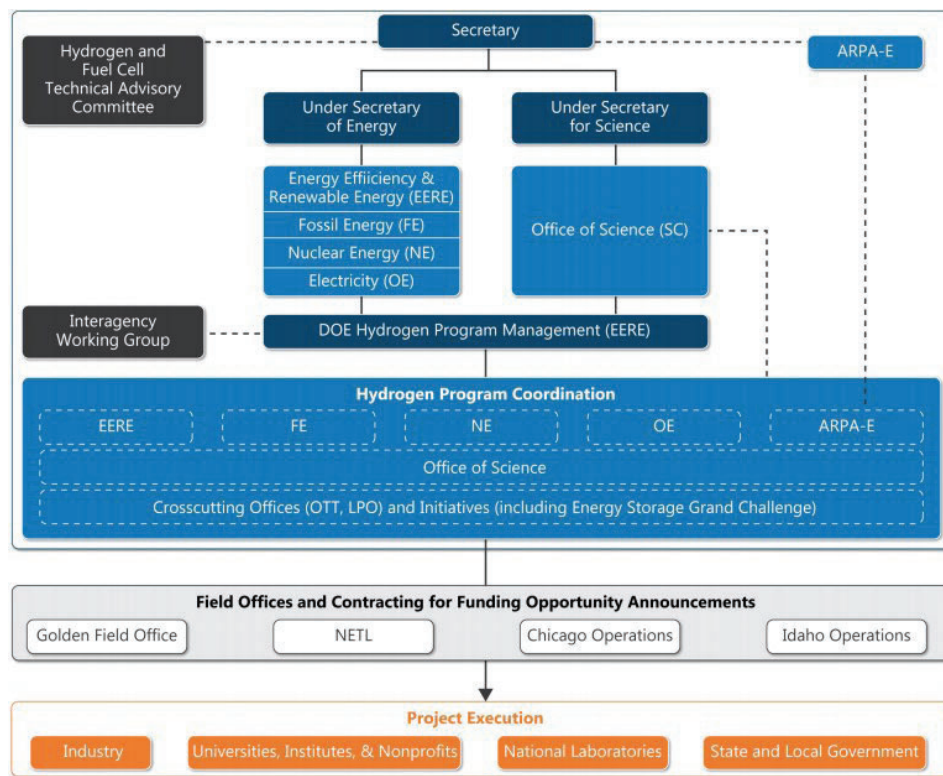 Secretary
Hydrogen and
Fuel Cell
Technical Advisory
Committee
ARPA-E
Under Secretary
of Energy
Under Secretary
for Science
Energy Effiiciency &
Renewable Energy (EERE)
Fossil Energy (FE)
Nuclear Energy (NE)
Electricity (OE)
Office of Science (SC)
Interagency
Working Group
DOE Hydrogen Program Management (EERE)
Hydrogen Program Coordination
EERE
FE
NE
OE
ARPA-E
Office of Science
Crosscutting Offices (OTT, LPO) and Initiatives (including Energy Storage Grand Challenge)
Field Offices and Contracting for Funding Opportunity Announcements
Golden Field Office
NETL
Chicago Operations
Idaho Operations
Project Execution
Industry
Universities, Institutes, & Nonprofits
National Laboratories
State and Local Government